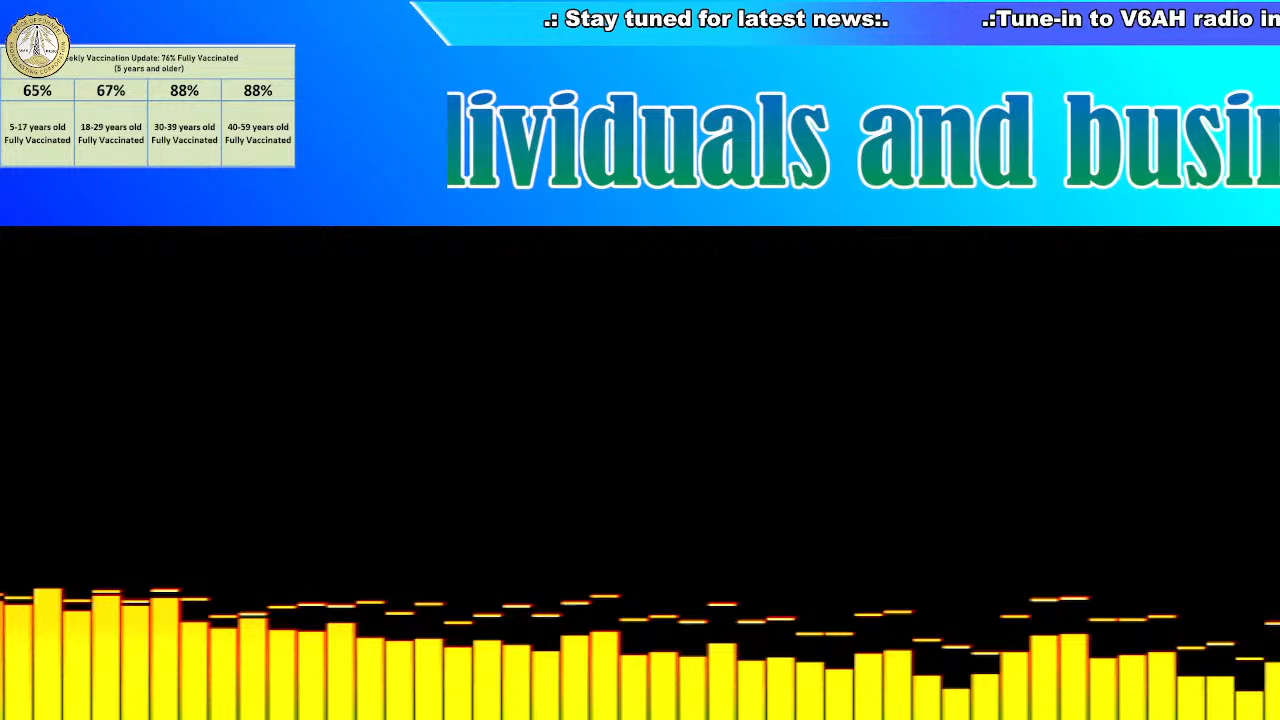 .: Stay tuned for latest news:.
.:Tune-in to V6AH radio in
ekly Vaccination Update: 76% Fully Vaccinated
(5 years and older)
65% 67% 88% 88%
5-17 years old 18-29 years old 30-39 years old 40-59 years old
Fully Vaccinated Fully Vaccinated Fully Vaccinated Fully Vaccinated
ividuals and busin